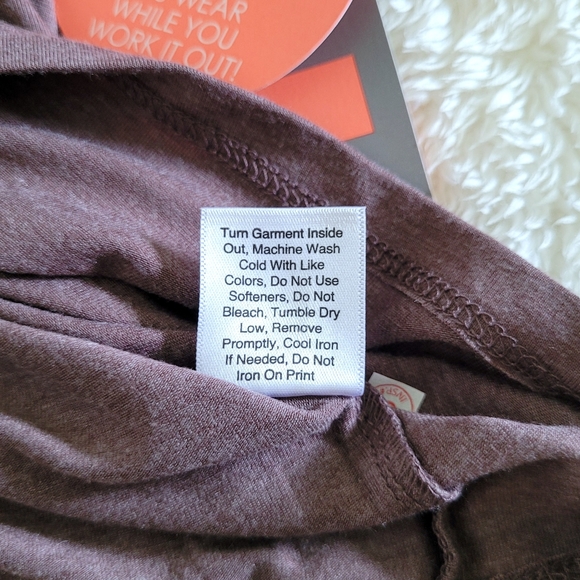 WEAR
WHILE YOU
WORK IT OUT!
Turn Garment Inside
Out, Machine Wash
Cold With Like
Colors, Do Not Use
Softeners, Do Not
Bleach, Tumble Dry
Low, Remove
Promptly, Cool Iron
If Needed, Do Not
Iron On Print